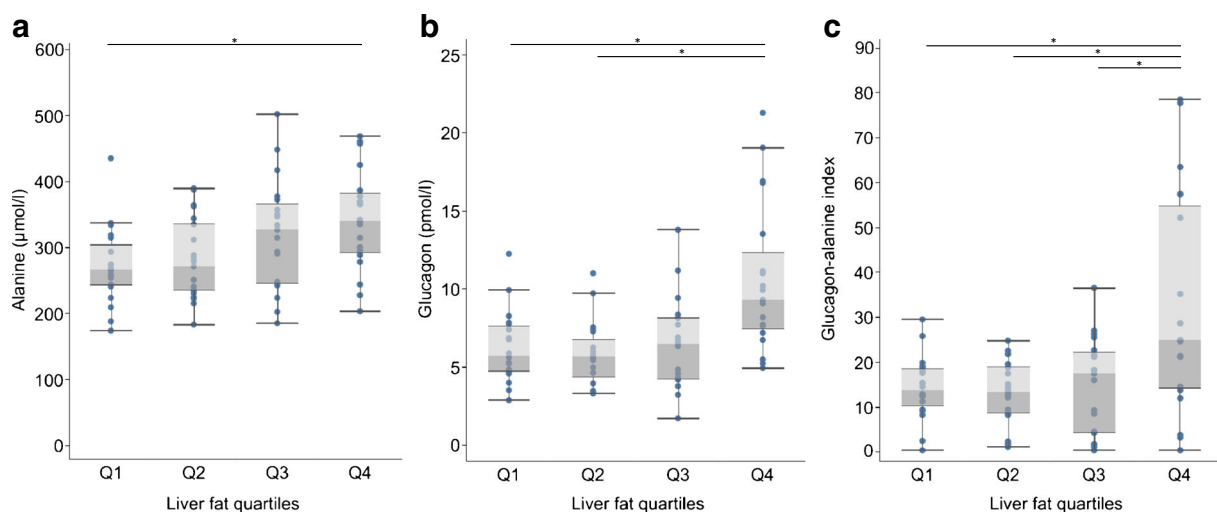 a
*
600
500
400
300
200
100
0
Alanine (µmol/l)
Q1 Q2 Q3 Q4
Liver fat quartiles
b
*
*
25
20
15
10
5
0
Glucagon (pmol/l)
Q1 Q2 Q3 Q4
Liver fat quartiles
c
*
*
*
90
80
70
60
50
40
30
20
10
0
Glucagon-alanine index
Q1 Q2 Q3 Q4
Liver fat quartiles